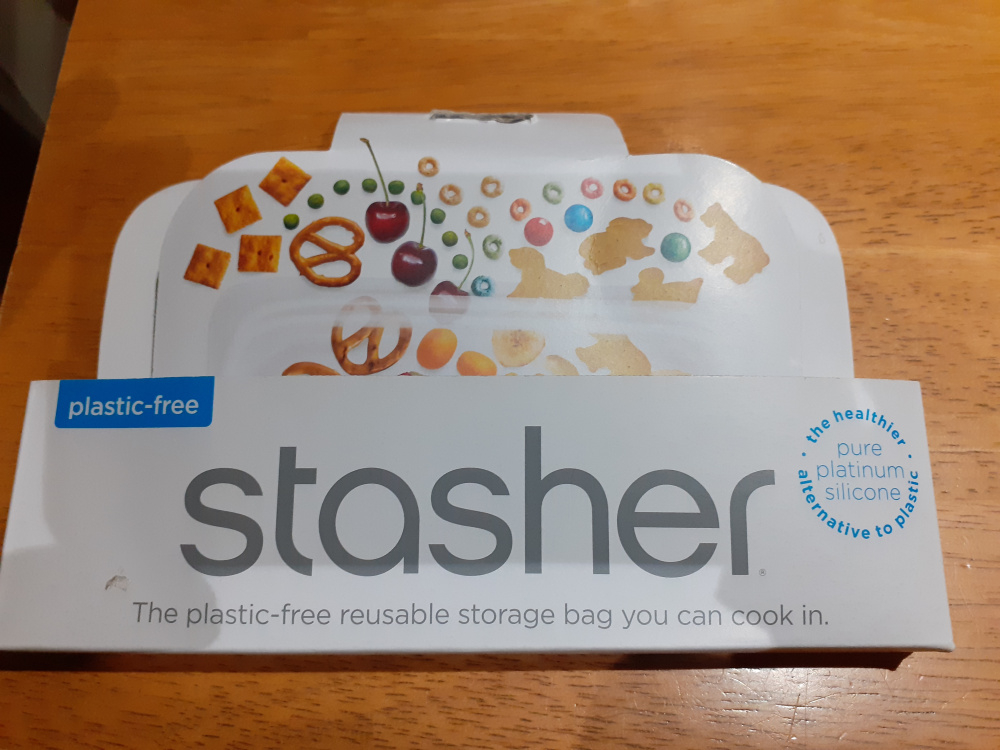 plastic-free
stasher®
The plastic-free reusable storage bag you can cook in.
· the healthier ·
alternative to plastic
pure
platinum
silicone